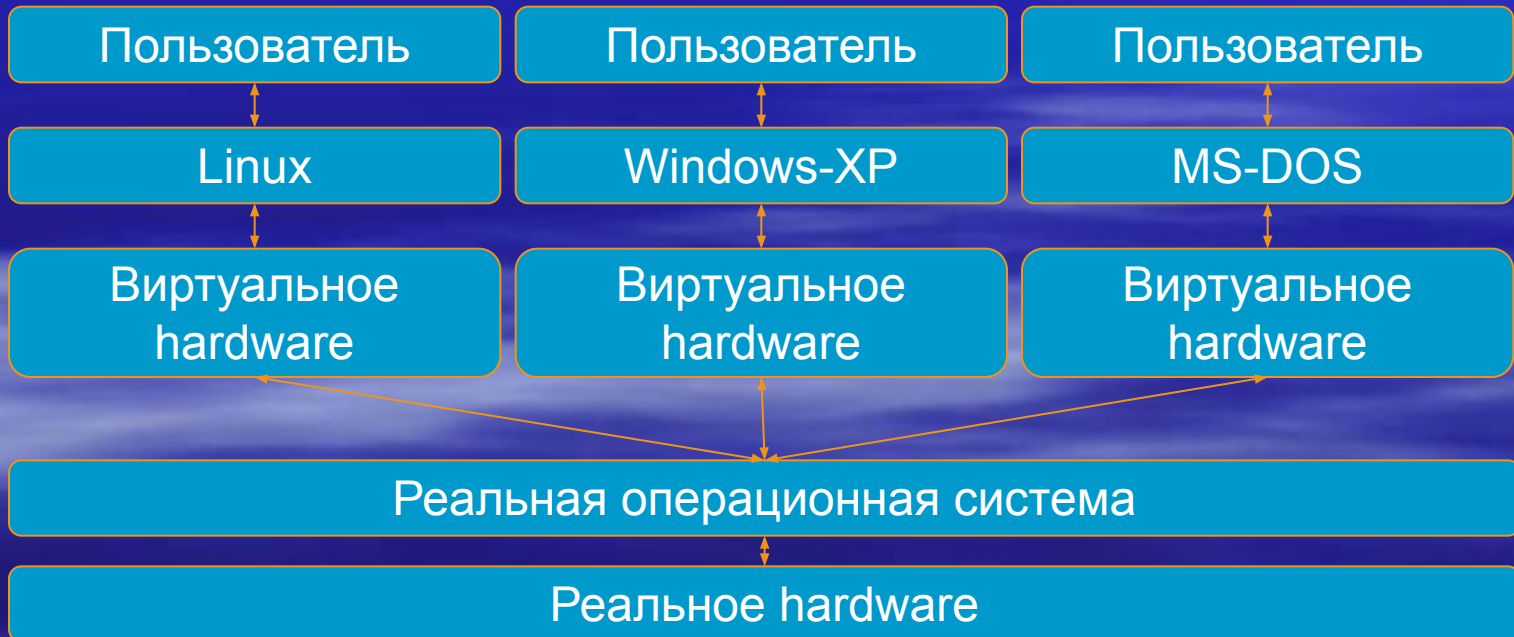 Пользователь
Пользователь
Пользователь
Linux
Windows-XP
MS-DOS
Виртуальное
hardware
Виртуальное
hardware
Виртуальное
hardware
Реальная операционная система
Реальное hardware